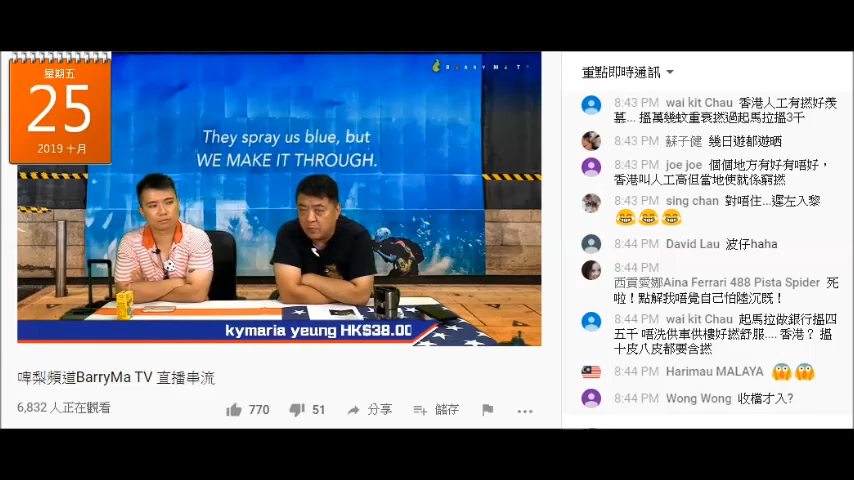 星期五
25
2019 十月
BARRYMA TV
They spray us blue, but
WE MAKE IT THROUGH.
kymaria yeung HK$38.00
啤梨頻道BarryMa TV 直播串流
6,832 人正在觀看
770
51
分享
儲存
重點即時通訊
8:43 PM wai kit Chau 香港人工有撚好羨
慕... 搵萬幾蚊重衰撚過起馬拉搵3千
8:43 PM 蘇子健 幾日遊都遊晒
8:43 PM joe joe 個個地方有好有唔好，
香港叫人工高但當地使就係窮撚
8:43 PM sing chan 對唔住...遲左入黎
😂😂😂
8:44 PM David Lau 波仔haha
8:44 PM
西貢愛娜Aina Ferrari 488 Pista Spider 死
啦！點解我唔覺自己怕陸沉既！
8:44 PM wai kit Chau 起馬拉做銀行搵四
五千 唔洗供車供樓好撚舒服.... 香港？ 搵
十皮八皮都要含撚
8:44 PM Harimau MALAYA 😱😱
8:44 PM Wong Wong 收檔才入?